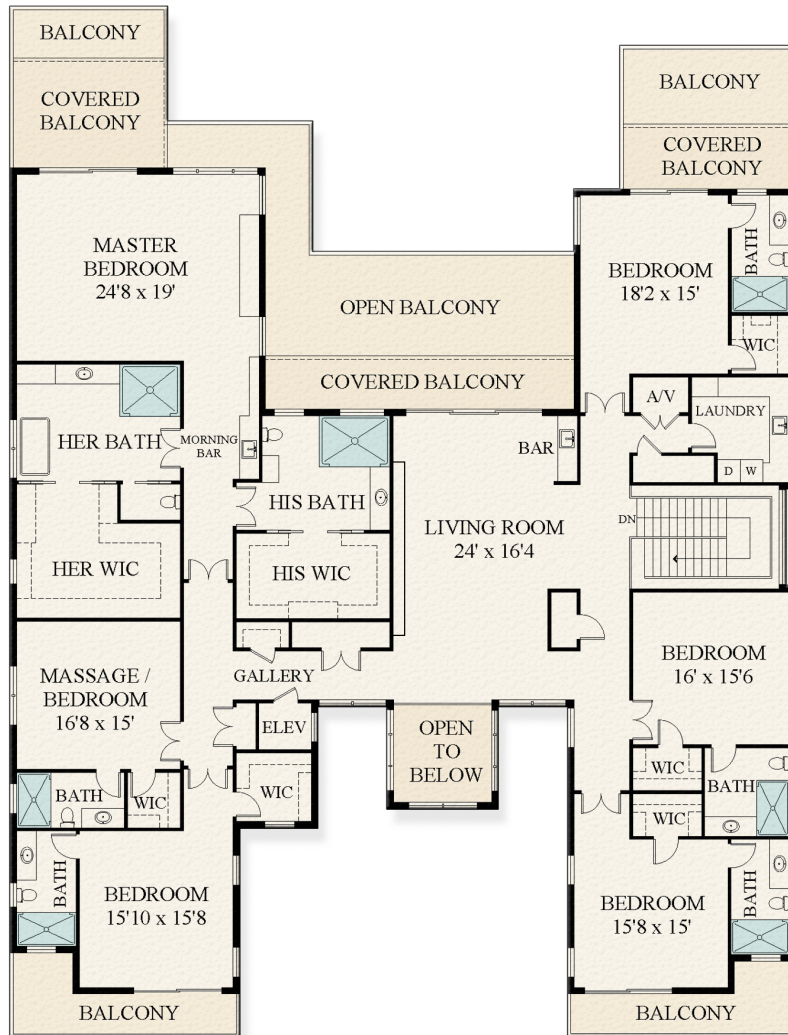 BALCONY
COVERED
BALCONY
BALCONY
COVERED
BALCONY
MASTER
BEDROOM
24'8 x 19'
OPEN BALCONY
COVERED BALCONY
BEDROOM
18'2 x 15'
BATH
WIC
HER BATH
MORNING
BAR
HIS BATH
BAR
A/V
LAUNDRY
D
W
HER WIC
HIS WIC
LIVING ROOM
24' x 16'4
DN
MASSAGE /
BEDROOM
16'8 x 15'
GALLERY
ELEV
OPEN
TO
BELOW
BEDROOM
16' x 15'6
BATH
WIC
WIC
WIC
BATH
WIC
BATH
BEDROOM
15'10 x 15'8
BEDROOM
15'8 x 15'
BATH
BALCONY
BALCONY